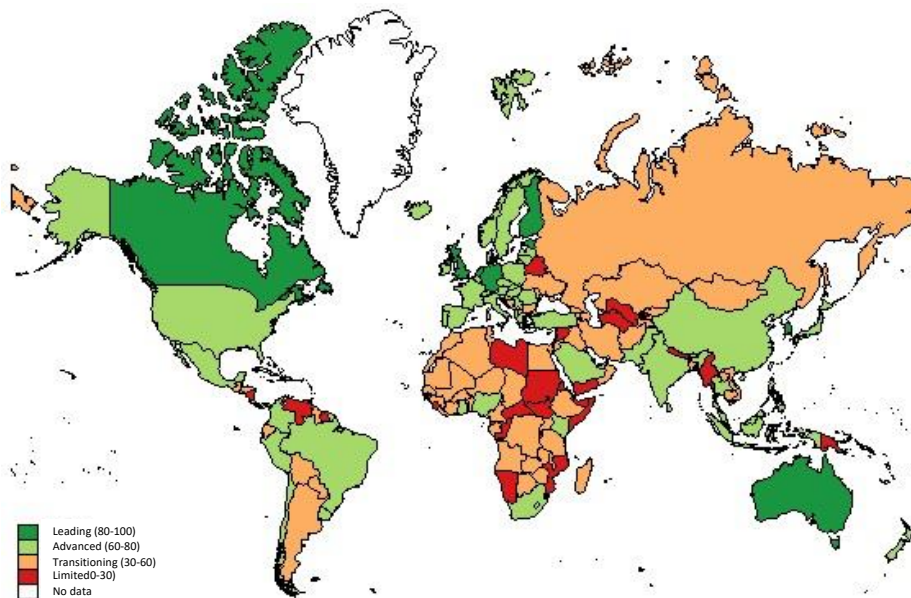 Leading (80-100)
Advanced (60-80)
Transitioning (30-60)
Limited0-30)
No data